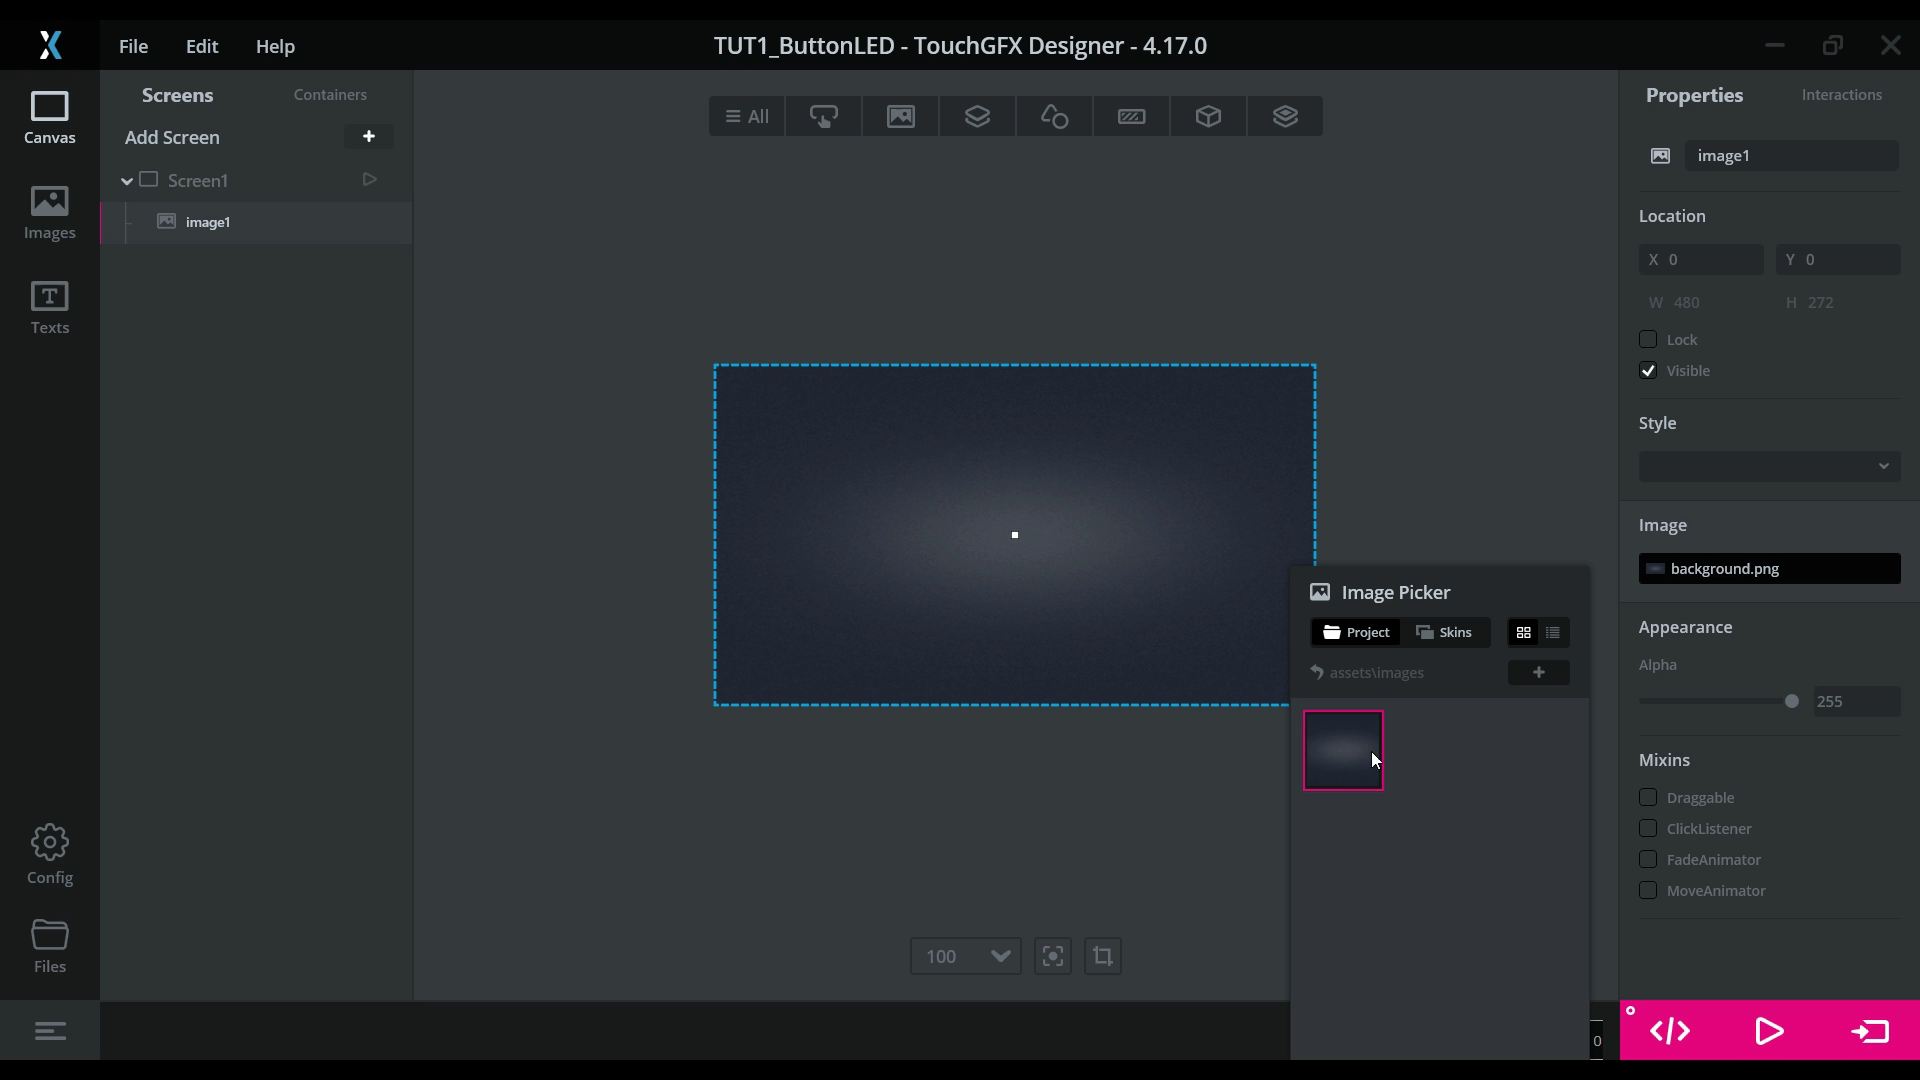 File Edit Help
TUT1_ButtonLED - TouchGFX Designer - 4.17.0
Canvas
Images
Texts
Config
Files
Screens Containers
Add Screen
Screen1
image1
All
100
Image Picker
Project Skins
assets\images
0
Properties Interactions
image1
Location
X 0 Y 0
W 480 H 272
Lock
Visible
Style
Image
background.png
Appearance
Alpha
255
Mixins
Draggable
ClickListener
FadeAnimator
MoveAnimator